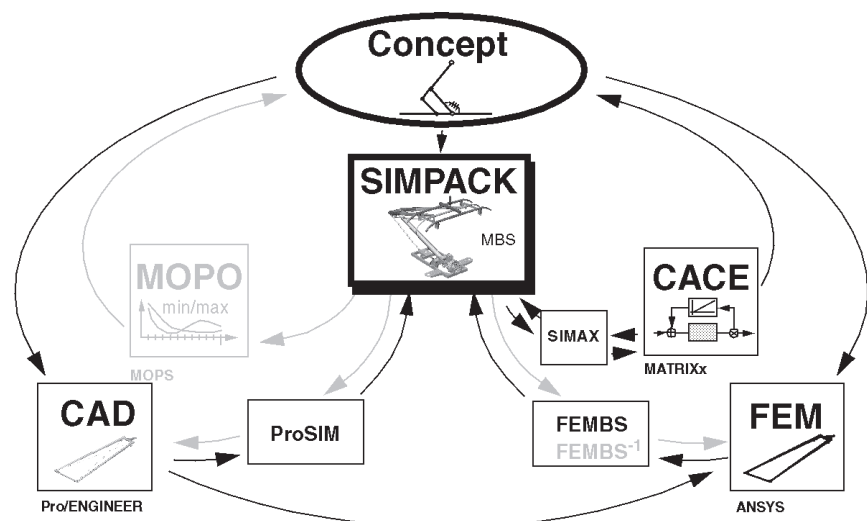 Concept
SIMPACK
MBS
MOPO
min/max
MOPS
CACE
MATRIXx
SIMAX
CAD
Pro/ENGINEER
ProSIM
FEMBS
FEMBS-1
FEM
ANSYS